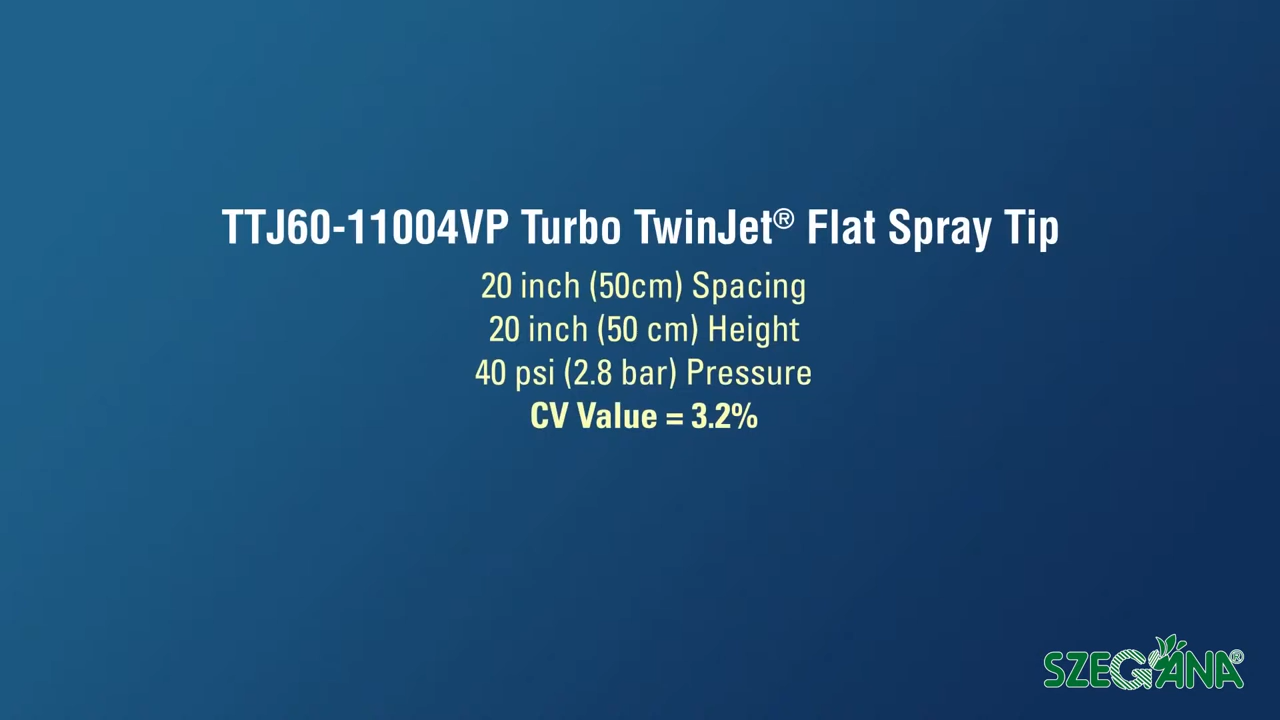 TTJ60-11004VP Turbo TwinJet® Flat Spray Tip
20 inch (50cm) Spacing
20 inch (50 cm) Height
40 psi (2.8 bar) Pressure
CV Value = 3.2%
SZEGÁNA®